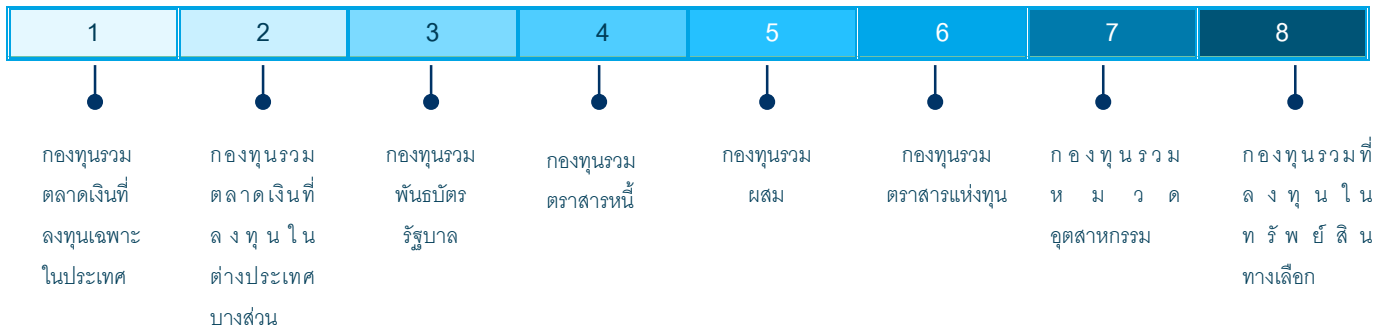 1 2 3 4 5 6 7 8
กองทุนรวม
ตลาดเงินที่
ลงทุนเฉพาะ
ในประเทศ
กองทุนรวม
ตลาดเงินที่
ลงทุนใน
ต่างประเทศ
บางส่วน
กองทุนรวม
พันธบัตร
รัฐบาล
กองทุนรวม
ตราสารหนี้
กองทุนรวม
ผสม
กองทุนรวม
ตราสารแห่งทุน
กองทุนรวม
หมวด
อุตสาหกรรม
กองทุนรวมที่
ลงทุนใน
ทรัพย์สิน
ทางเลือก